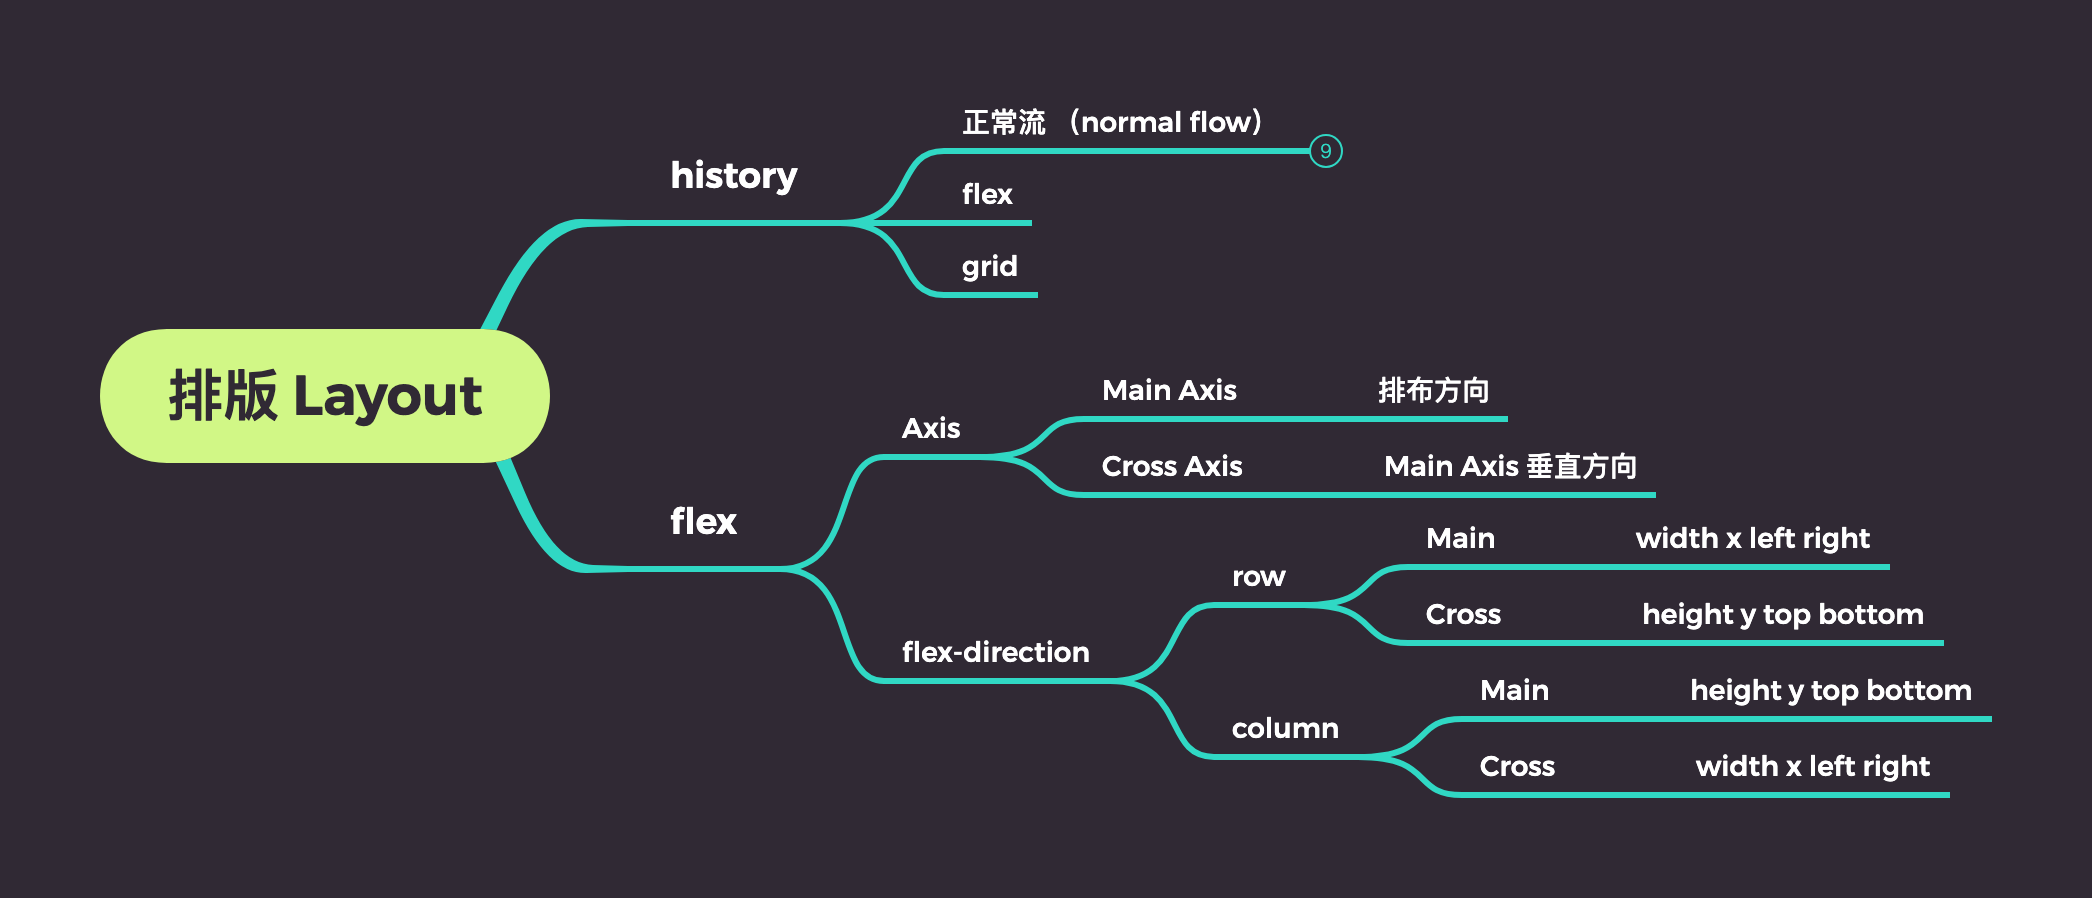 排版 Layout
history
正常流 （normal flow）
9
flex
grid
flex
Axis
Main Axis 排布方向
Cross Axis Main Axis 垂直方向
flex-direction
row
Main width x left right
Cross height y top bottom
column
Main height y top bottom
Cross width x left right